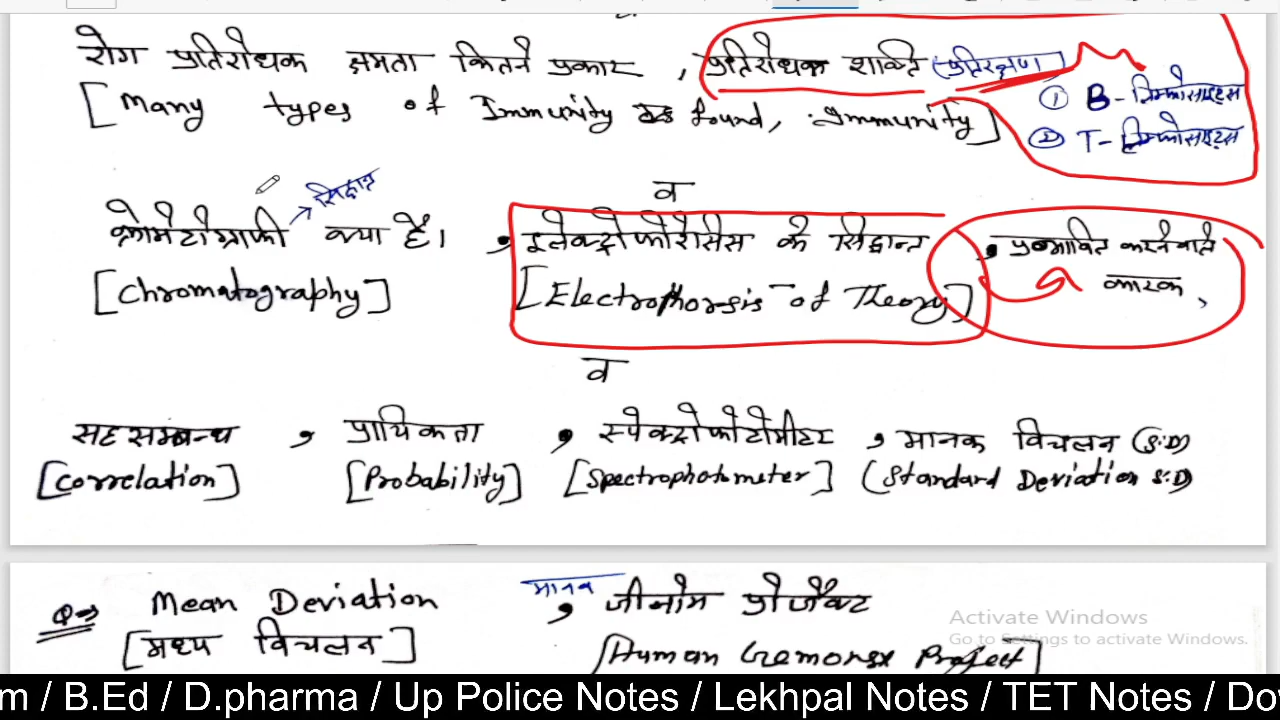 रोग प्रतिरोधक क्षमता कितने प्रकार , प्रतिरोधक शक्ति (प्रतिरक्षण)
[Many types of Immunity found, Immunity]
① B- लिम्फोसाइट्स
② T- लिम्फोसाइट्स
व
सिद्धान्त
क्रोमेटोग्राफी क्या है। , इलेक्ट्रोफोरेसिस के सिद्धान्त , प्रभावित करने वाले कारक ,
[Chromatography] [Electrophorsis of Theory]
व
सह सम्बन्ध , प्रायिकता , स्पेक्ट्रोफोटोमीटर , मानक विचलन (S.D)
[Correlation] [Probability] [Spectrophotometer] (Standard Deviation S.D)
Q⇒ Mean Deviation , मानव जीनोम प्रोजेक्ट
[मध्य विचलन] [Human Project]
Activate Windows
Go to Settings to activate Windows.
m / B.Ed / D.pharma / Up Police Notes / Lekhpal Notes / TET Notes / Do